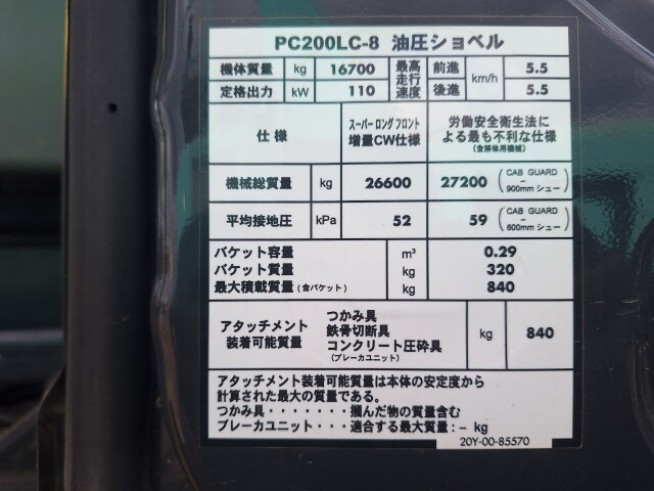 PC200LC-8 油圧ショベル
機体質量 kg 16700 最高走行速度 前進 km/h 5.5
定格出力 kW 110 後進 5.5
仕様 スーパーロングフロント 増量CW仕様 労働安全衛生法による最も不利な仕様 (含解体用機械)
機械総質量 kg 26600 27200 (CAB GUARD – 900mm シュー)
平均接地圧 kPa 52 59 (CAB GUARD – 600mm シュー)
バケット容量 m³ 0.29
バケット質量 kg 320
最大積載質量 (含バケット) kg 840
アタッチメント装着可能質量 つかみ具 鉄骨切断具 コンクリート圧砕具 (ブレーカユニット) kg 840
アタッチメント装着可能質量は本体の安定度から
計算された最大の質量である。
つかみ具・・・・・・・掴んだ物の質量含む
ブレーカユニット・・・適合する最大質量:- kg
20Y-00-85570